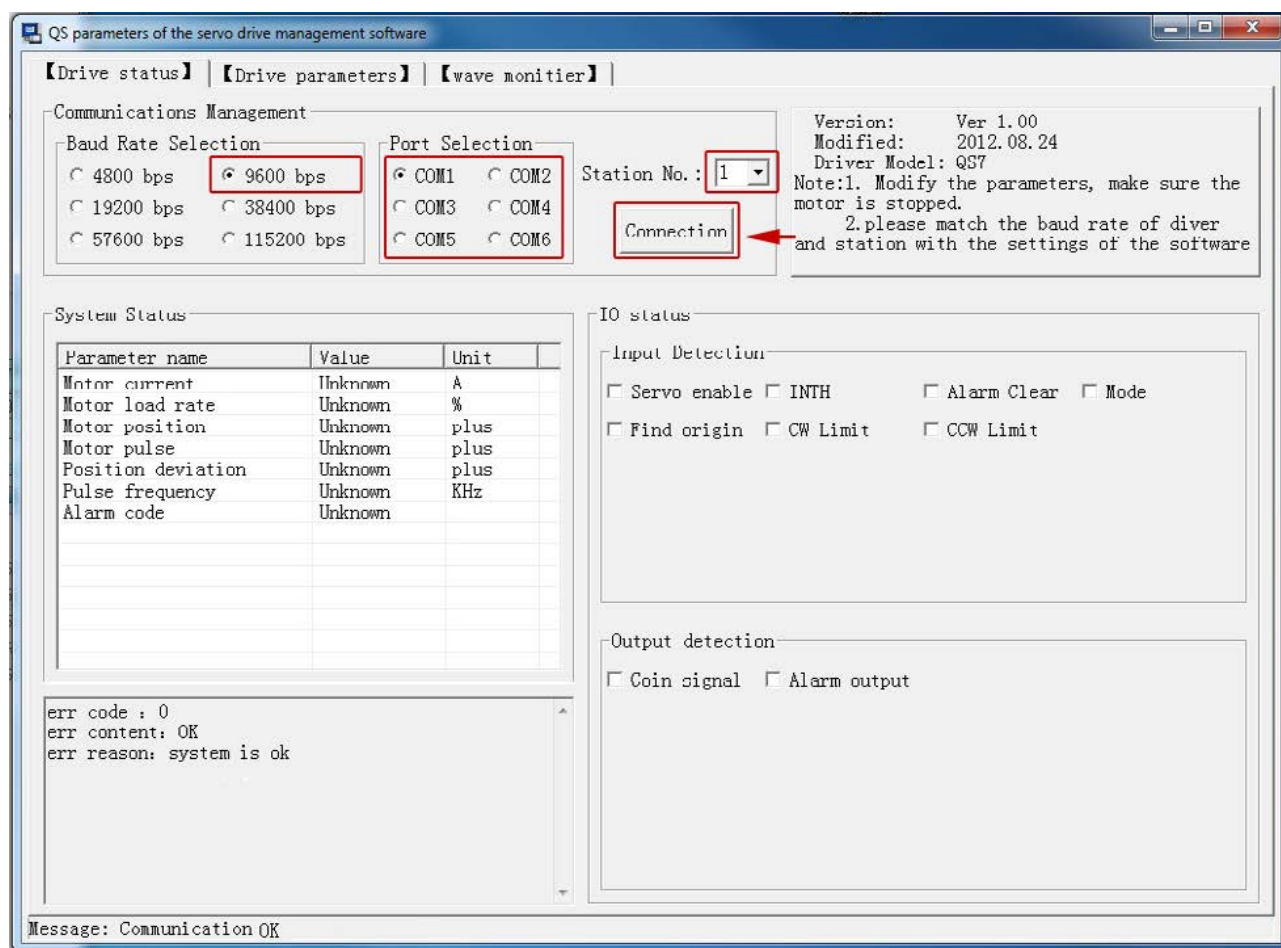 QS parameters of the servo drive management software
【Drive status】 【Drive parameters】 【wave monitier】
Communications Management
Baud Rate Selection
4800 bps 9600 bps
19200 bps 38400 bps
57600 bps 115200 bps
Port Selection
COM1 COM2
COM3 COM4
COM5 COM6
Station No.: 1
Connection
Version: Ver 1.00
Modified: 2012.08.24
Driver Model: QS7
Note:1. Modify the parameters, make sure the
motor is stopped.
2.please match the baud rate of diver
and station with the settings of the software
System Status
Parameter name Value Unit
Motor current Unknown A
Motor load rate Unknown %
Motor position Unknown plus
Motor pulse Unknown plus
Position deviation Unknown plus
Pulse frequency Unknown KHz
Alarm code Unknown
err code : 0
err content: OK
err reason: system is ok
IO status
Input Detection
Servo enable INTH Alarm Clear Mode
Find origin CW Limit CCW Limit
Output detection
Coin signal Alarm output
Message: Communication OK